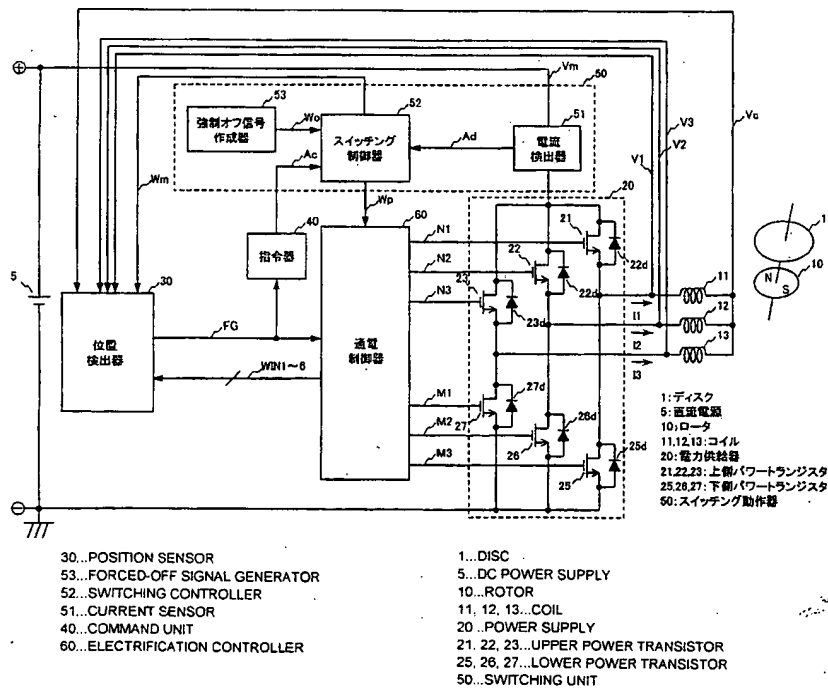 50
Vm
Vc
53
52
強制オフ信号
作成器
Wo
スイッチング
制御器
Ad
51
電流
検出器
V3
V1
V2
Ac
Wm
Wp
20
1
10
N
S
5
30
位置
検出器
40
指令器
60
通電
制御器
FG
WIN1～6
N1
N2
N3
M1
M2
M3
21
22
23
22d
22d
23d
27d
26d
25d
27
26
25
I1
I2
I3
11
12
13
1:ディスク
5:直流電源
10:ロータ
11,12,13:コイル
20:電力供給器
21,22,23:上側パワートランジスタ
25,26,27:下側パワートランジスタ
50:スイッチング動作器
30...POSITION SENSOR
53...FORCED-OFF SIGNAL GENERATOR
52...SWITCHING CONTROLLER
51...CURRENT SENSOR
40...COMMAND UNIT
60...ELECTRIFICATION CONTROLLER
1...DISC
5...DC POWER SUPPLY
10...ROTOR
11, 12, 13...COIL
20...POWER SUPPLY
21, 22, 23...UPPER POWER TRANSISTOR
25, 26, 27...LOWER POWER TRANSISTOR
50...SWITCHING UNIT